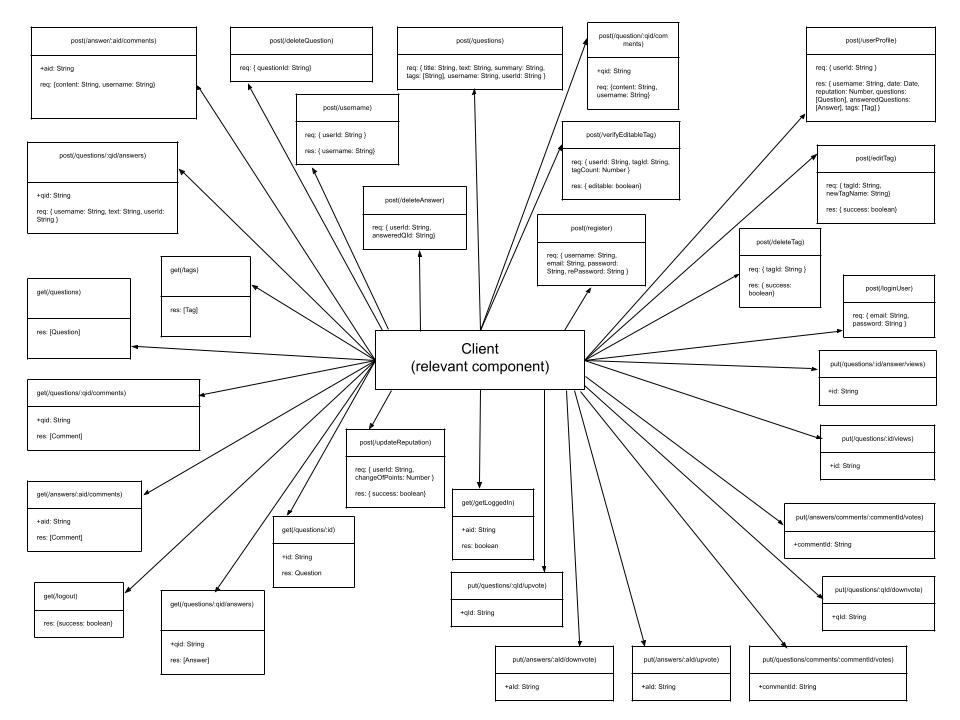 post(/answer/:aid/comments)
+aid: String
req: {content: String, username: String}
post(/deleteQuestion)
req: { questionId: String}
post(/questions)
req: { title: String, text: String, summary: String,
tags: [String], username: String, userId: String }
post(/question/:qid/com
ments)
+qid: String
req: {content: String,
username: String}
post(/userProfile)
req: { userId: String }
res: { username: String, date: Date,
reputation: Number, questions:
[Question], answeredQuestions:
[Answer], tags: [Tag] }
post(/username)
req: { userId: String }
res: { username: String}
post(/verifyEditableTag)
req: { userId: String, tagId: String,
tagCount: Number }
res: { editable: boolean}
post(/questions/:qid/answers)
+qid: String
req: { username: String, text: String, userId:
String }
post(/editTag)
req: { tagId: String,
newTagName: String}
res: { success: boolean}
post(/deleteAnswer)
req: { userId: String,
answeredQId: String}
post(/register)
req: { username: String,
email: String, password:
String, rePassword: String }
post(/deleteTag)
req: { tagId: String }
res: { success:
boolean}
get(/tags)
res: [Tag]
get(/questions)
res: [Question]
post(/loginUser)
req: { email: String,
password: String }
Client
(relevant component)
put(/questions/:id/answer/views)
+id: String
get(/questions/:qid/comments)
+qid: String
res: [Comment]
post(/updateReputation)
req: { userId: String,
changeOfPoints: Number }
res: { success: boolean}
put(/questions/:id/views)
+id: String
get(/answers/:aid/comments)
+aid: String
res: [Comment]
get(/getLoggedIn)
+aid: String
res: boolean
put(/answers/comments/:commentId/votes)
+commentId: String
get(/questions/:id)
+id: String
res: Question
get(/logout)
res: {success: boolean}
get(/questions/:qid/answers)
+qid: String
res: [Answer]
put(/questions/:qId/upvote)
+qId: String
put(/questions/:qId/downvote)
+qId: String
put(/answers/:aId/downvote)
+aId: String
put(/answers/:aId/upvote)
+aId: String
put(/questions/comments/:commentId/votes)
+commentId: String